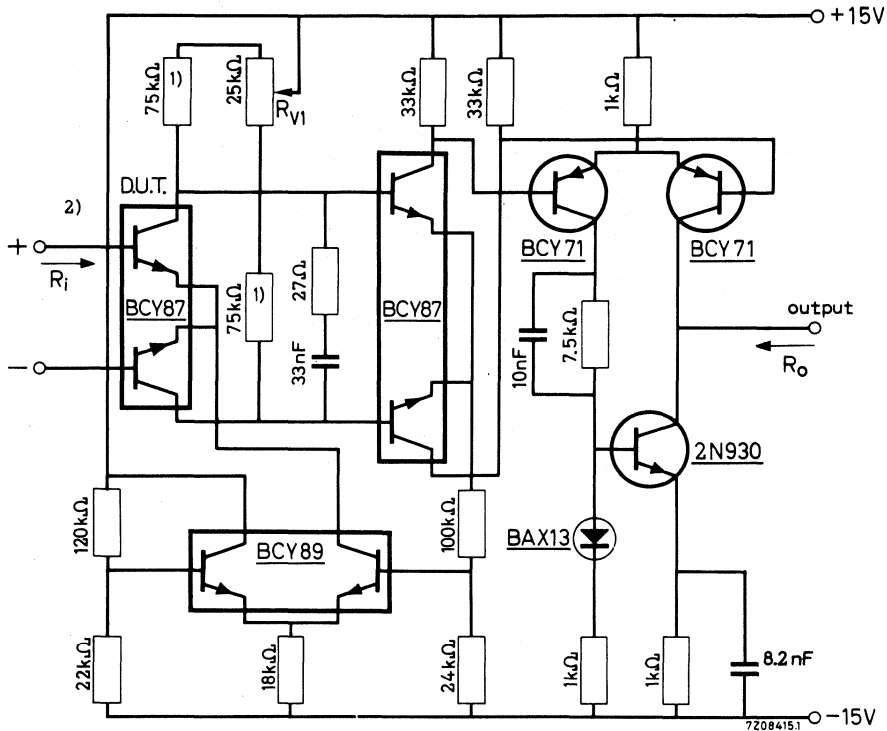 +15V
75kΩ
1)
25kΩ
RV1
33kΩ
33kΩ
1kΩ
D.U.T.
2)
+
Ri
BCY87
75kΩ
1)
27Ω
33nF
BCY87
BCY71
BCY71
10nF
7.5kΩ
output
Ro
−
2N930
120kΩ
BCY89
100kΩ
BAX13
22kΩ
18kΩ
24kΩ
1kΩ
1kΩ
8.2nF
7Z08415.1
−15V